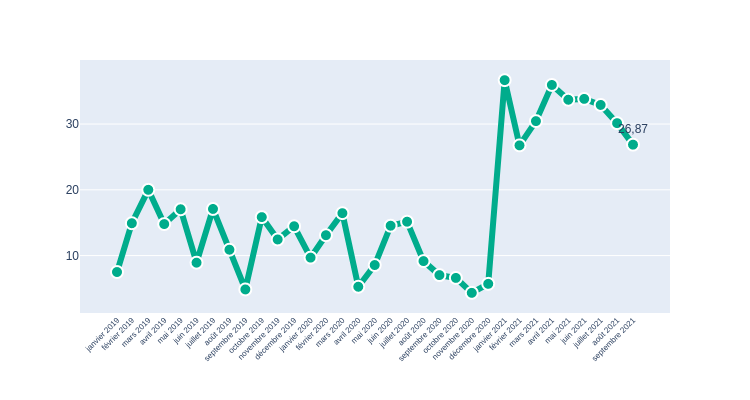 30
20
10
26,87
janvier 2019
février 2019
mars 2019
avril 2019
mai 2019
juin 2019
juillet 2019
août 2019
septembre 2019
octobre 2019
novembre 2019
décembre 2019
janvier 2020
février 2020
mars 2020
avril 2020
mai 2020
juin 2020
juillet 2020
août 2020
septembre 2020
octobre 2020
novembre 2020
décembre 2020
janvier 2021
février 2021
mars 2021
avril 2021
mai 2021
juin 2021
juillet 2021
août 2021
septembre 2021